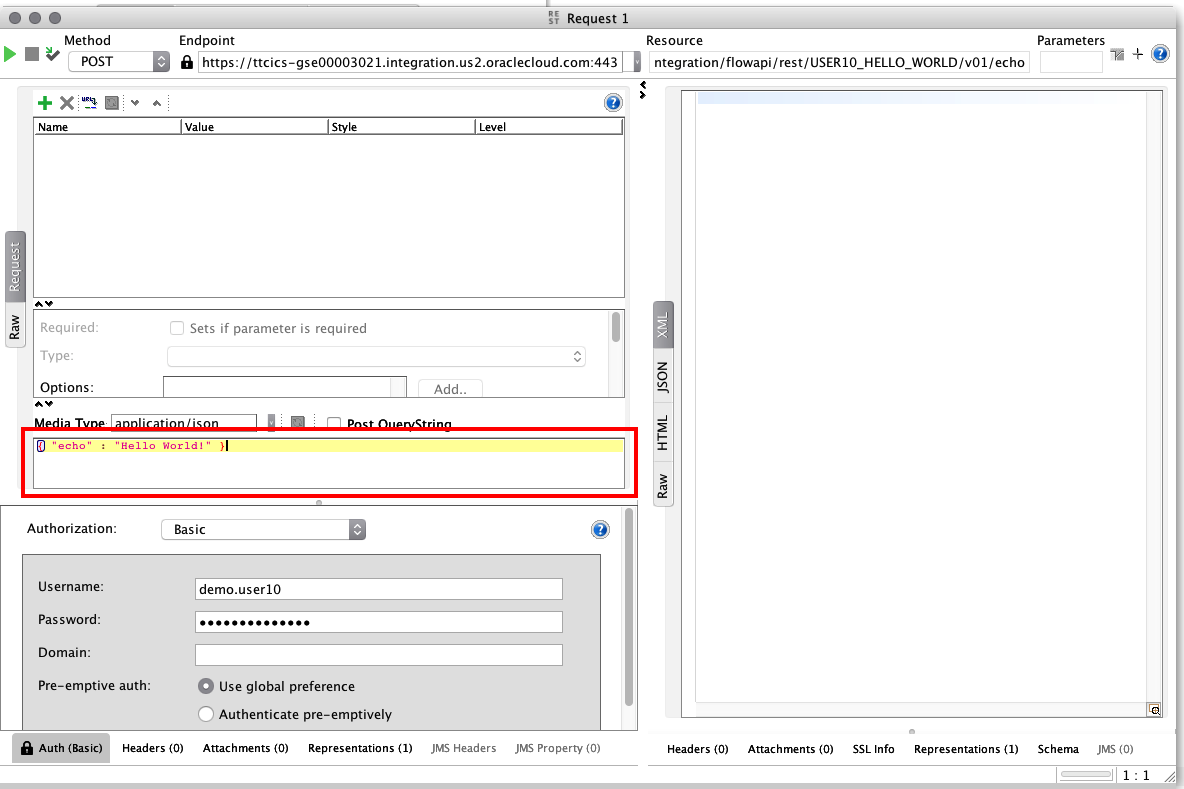 REST Request 1
Method Endpoint Resource Parameters
POST https://ttcics-gse00003021.integration.us2.oraclecloud.com:443 ntegration/flowapi/rest/USER10_HELLO_WORLD/v01/echo
Name Value Style Level
Request
Raw
Required: Sets if parameter is required
Type:
Options: Add..
Media Type application/json Post QueryString
{ "echo" : "Hello World!" }
Authorization: Basic
Username: demo.user10
Password: ••••••••••••••
Domain:
Pre-emptive auth: Use global preference
Authenticate pre-emptively
Auth (Basic) Headers (0) Attachments (0) Representations (1) JMS Headers JMS Property (0)
XML
JSON
HTML
Raw
Headers (0) Attachments (0) SSL Info Representations (1) Schema JMS (0)
1 : 1